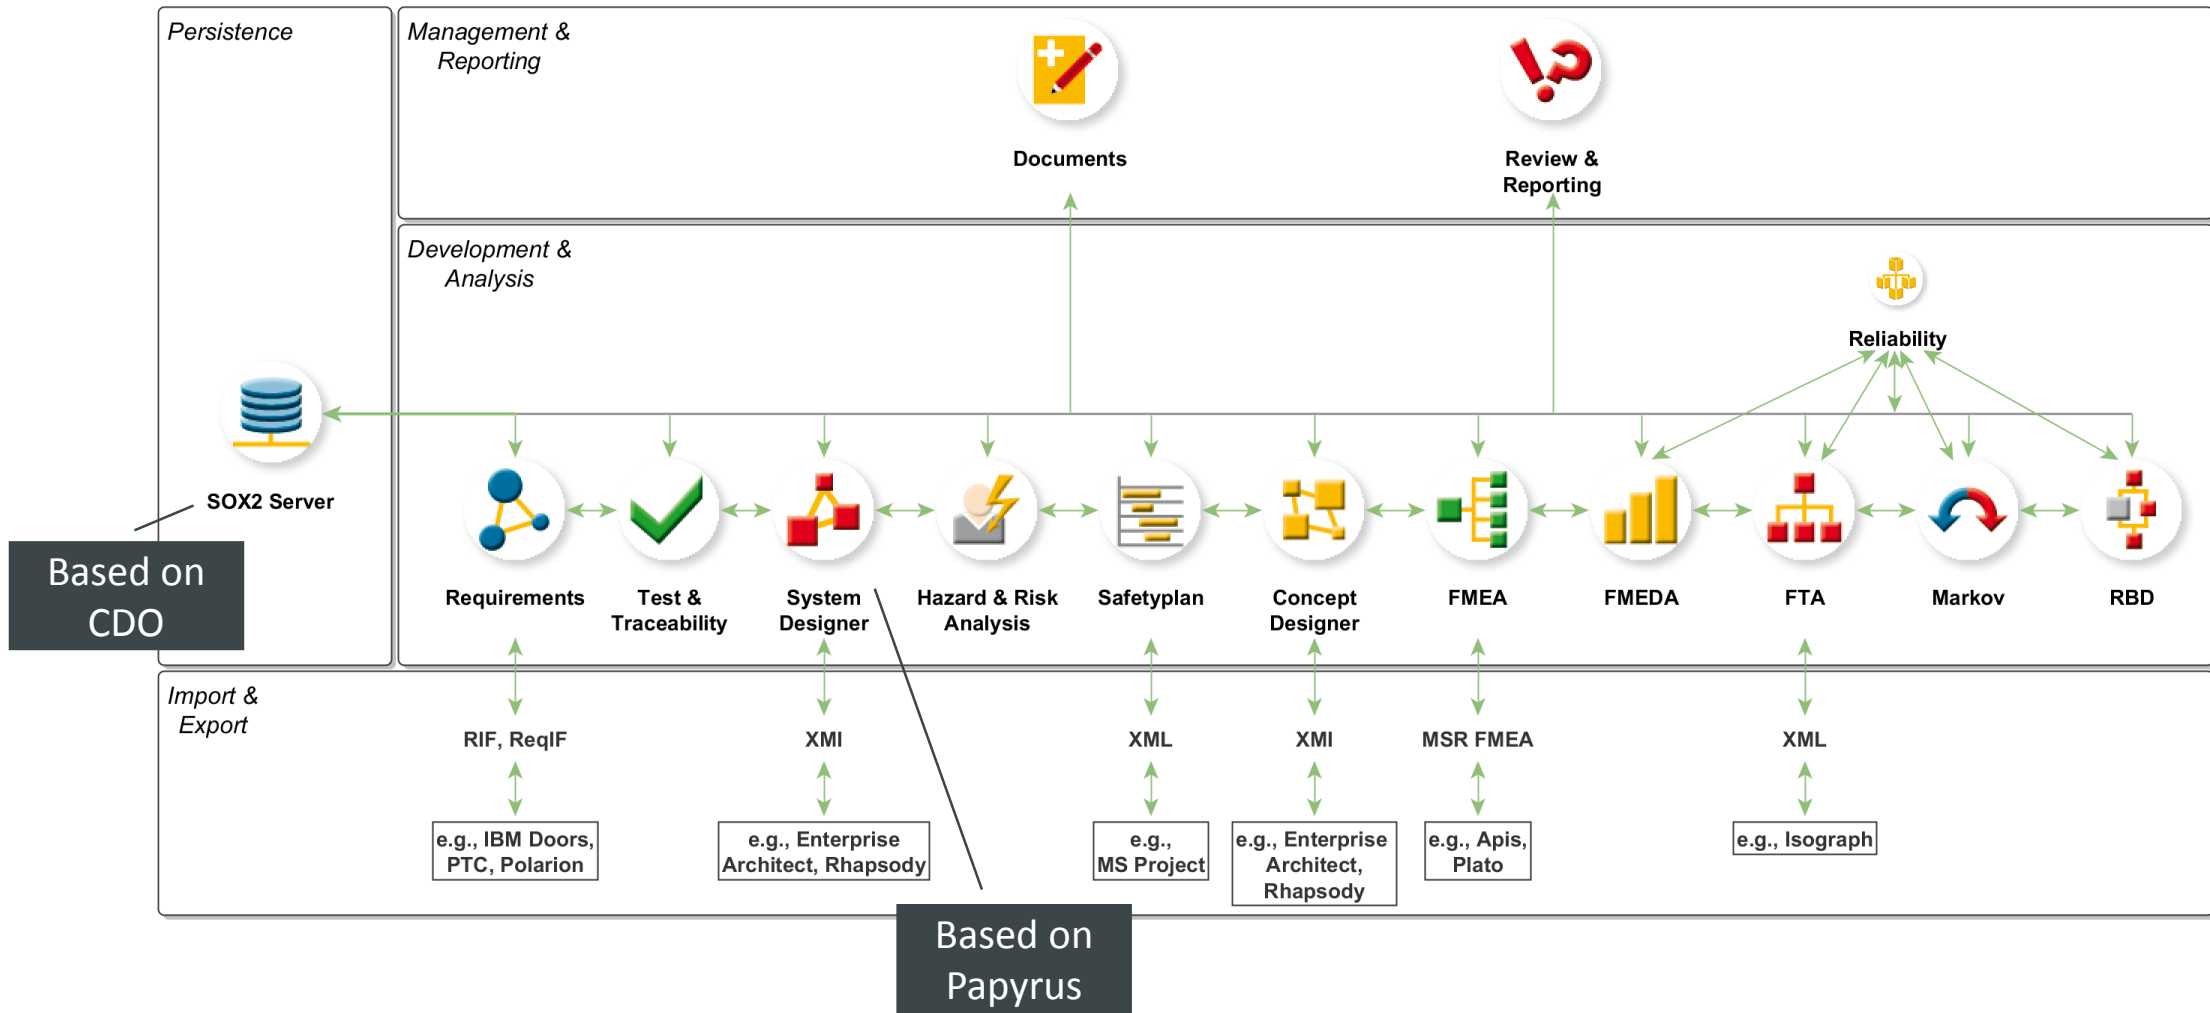 Persistence
Management &
Reporting
Documents
Review &
Reporting
Development &
Analysis
Reliability
SOX2 Server
Based on
CDO
Requirements
Test &
Traceability
System
Designer
Hazard & Risk
Analysis
Safetyplan
Concept
Designer
FMEA
FMEDA
FTA
Markov
RBD
Import &
Export
RIF, ReqIF
XMI
XML
XMI
MSR FMEA
XML
e.g., IBM Doors,
PTC, Polarion
e.g., Enterprise
Architect, Rhapsody
e.g.,
MS Project
e.g., Enterprise
Architect,
Rhapsody
e.g., Apis,
Plato
e.g., Isograph
Based on
Papyrus